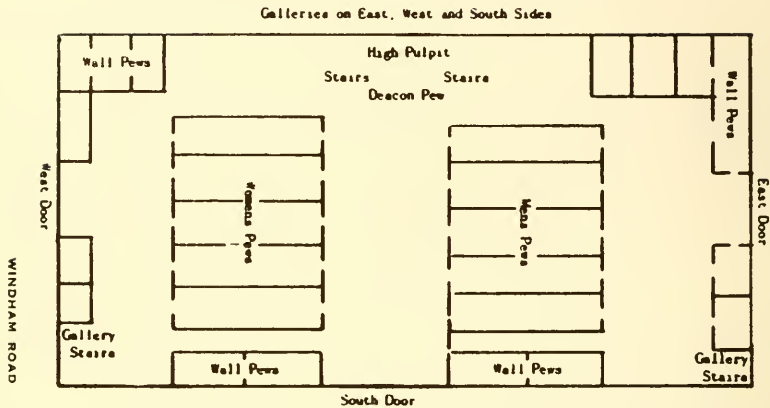 Galleries on East, West and South Sides
High Pulpit
Wall Pews
Stairs Stairs
Deacon Pew
Wall Pews
West Door
Womens Pews
Mens Pews
East Door
WINDHAM ROAD
Gallery
Stairs
Wall Pews
Wall Pews
Gallery
Stairs
South Door